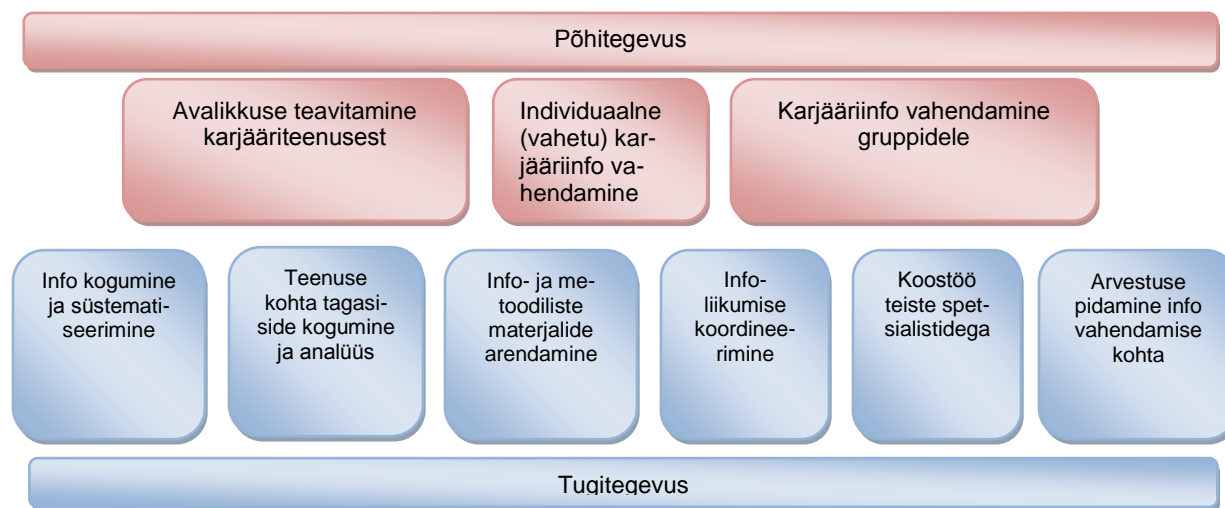 Põhitegevus
Avalikkuse teavitamine
karjääriteenusest
Individuaalne
(vahetu) kar-
jääriinfo va-
hendamine
Karjääriinfo vahendamine
gruppidele
Info kogumine
ja süstemati-
seerimine
Teenuse
kohta tagasi-
side kogumine
ja analüüs
Info- ja me-
toodiliste
materjalide
arendamine
Info-
liikumise
koordinee-
rimine
Koostöö
teiste spet-
sialistidega
Arvestuse
pidamine info
vahendamise
kohta
Tugitegevus